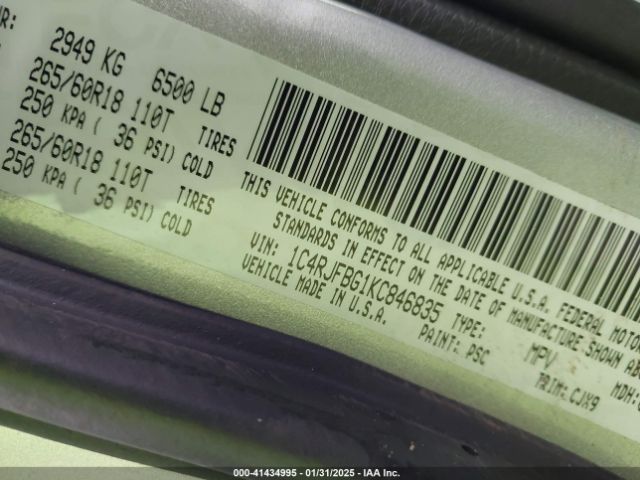 2949 KG 6500 LB
265/60R18 110T TIRES
250 KPA ( 36 PSI) COLD
265/60R18 110T TIRES
250 KPA ( 36 PSI) COLD
THIS VEHICLE CONFORMS TO ALL APPLICABLE U.S.A. FEDERAL MOTOR
STANDARDS IN EFFECT ON THE DATE OF MANUFACTURE SHOWN AB
VIN: 1C4RJFBG1KC846835 TYPE: MPV MDH:
VEHICLE MADE IN U.S.A. PAINT: PSC TRIM: CJX9
000-41434995 - 01/31/2025 - IAA Inc.